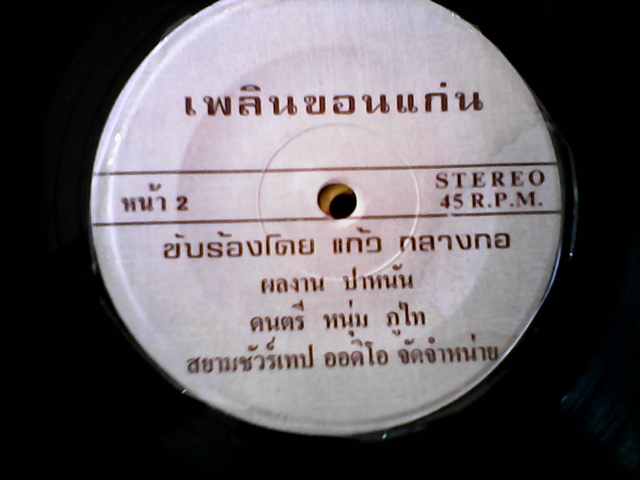 เพลินขอนแก่น
หน้า 2
STEREO
45 R.P.M.
ขับร้องโดย แก้ว กลางกอ
ผลงาน ปาหนัน
ดนตรี หนุ่ม ภูไท
สยามชัวร์เทป ออดิโอ จัดจำหน่าย